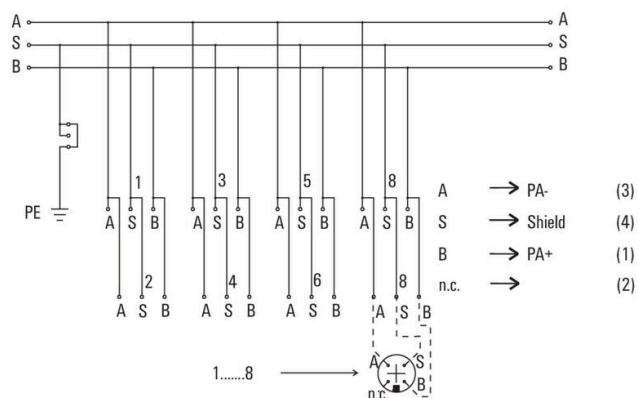 A A
S S
B B
1 3 5 8
PE
A S B A S B A S B A S B
2 4 6 8
A S B A S B A S B A S B
A → PA- (3)
S → Shield (4)
B → PA+ (1)
n.c. → (2)
A S
1.......8 →
B
n.c.